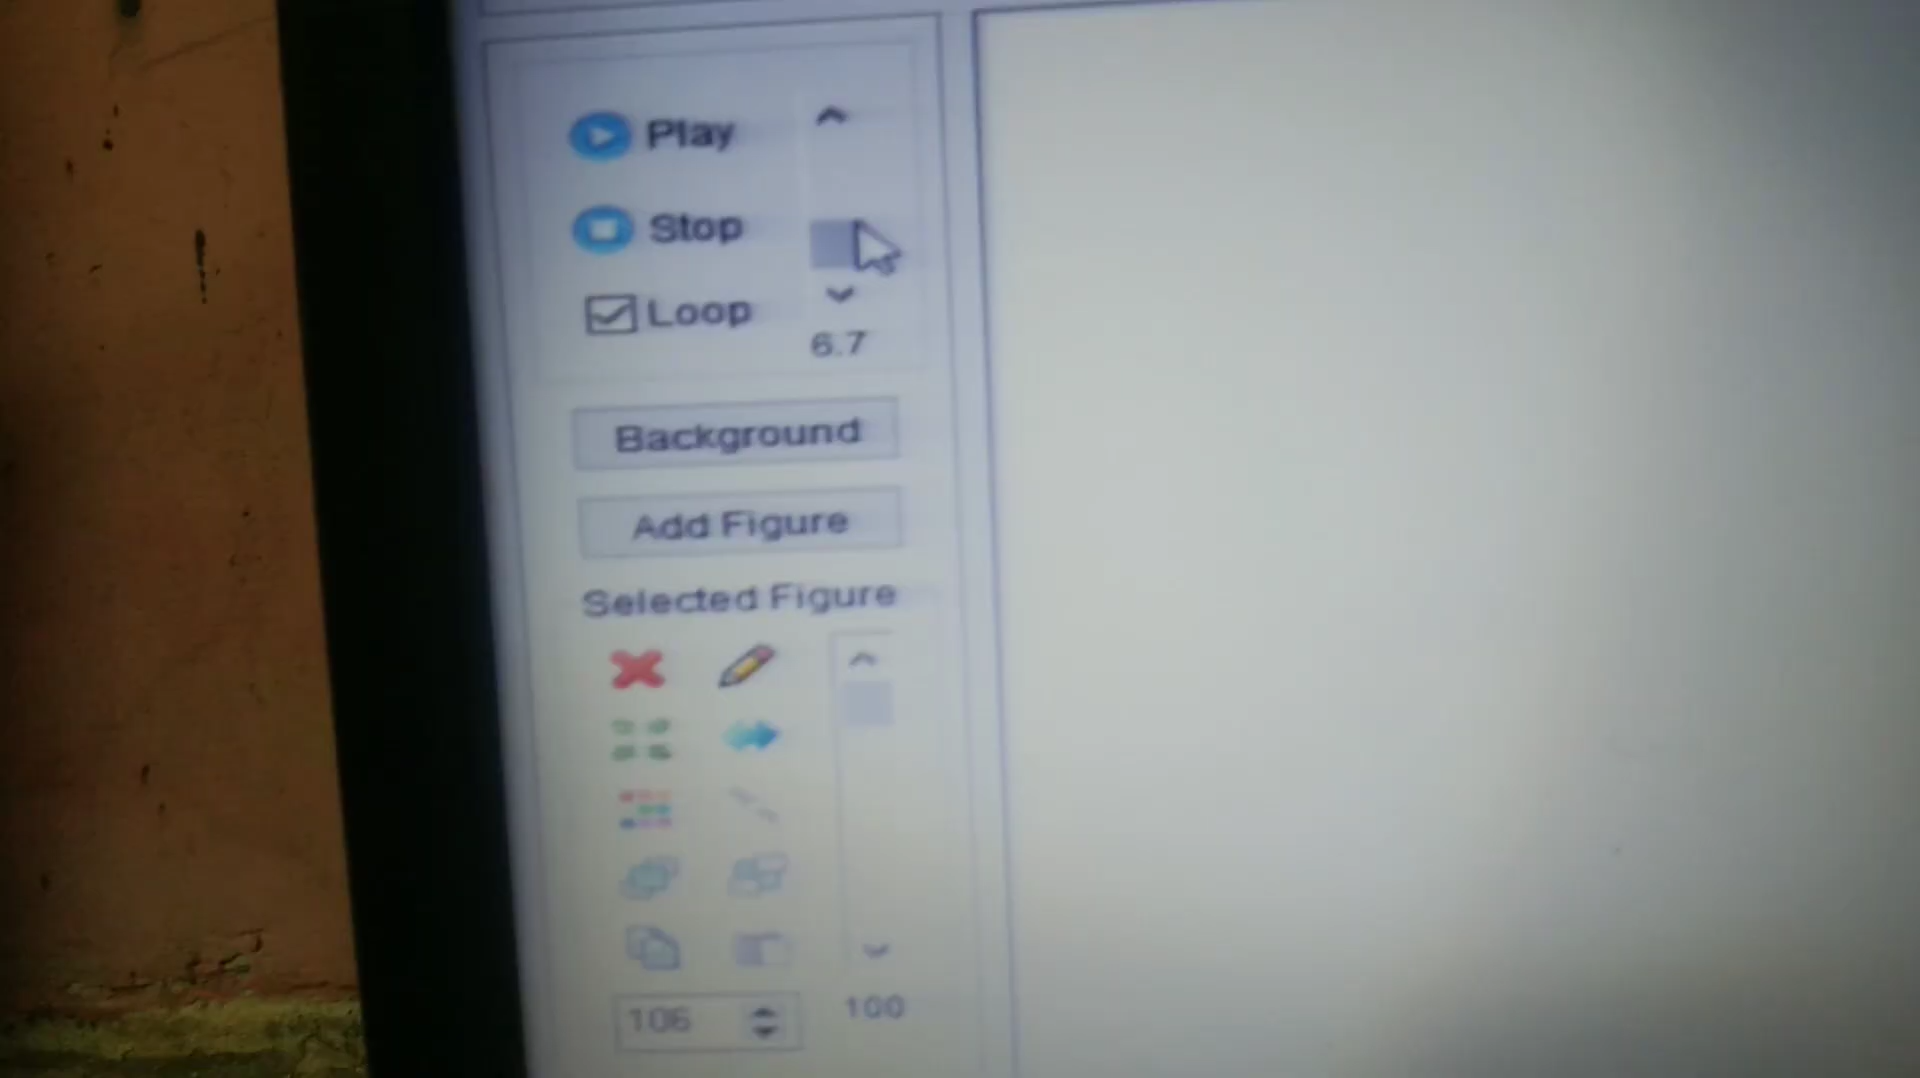 Play
Stop
Loop
6.7
Background
Add Figure
Selected Figure
106
100